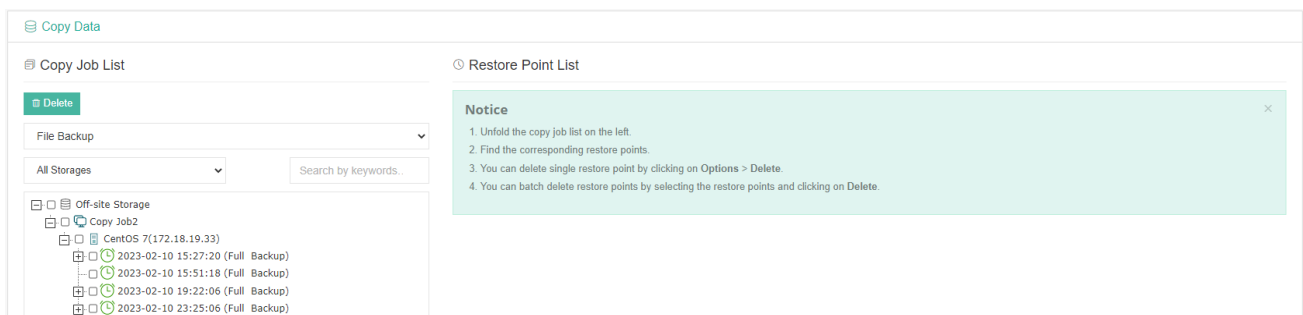 Copy Data
Copy Job List
Delete
File Backup
All Storages
Search by keywords..
Off-site Storage
Copy Job2
CentOS 7(172.18.19.33)
2023-02-10 15:27:20 (Full Backup)
2023-02-10 15:51:18 (Full Backup)
2023-02-10 19:22:06 (Full Backup)
2023-02-10 23:25:06 (Full Backup)
Restore Point List
Notice
1. Unfold the copy job list on the left.
2. Find the corresponding restore points.
3. You can delete single restore point by clicking on Options > Delete.
4. You can batch delete restore points by selecting the restore points and clicking on Delete.